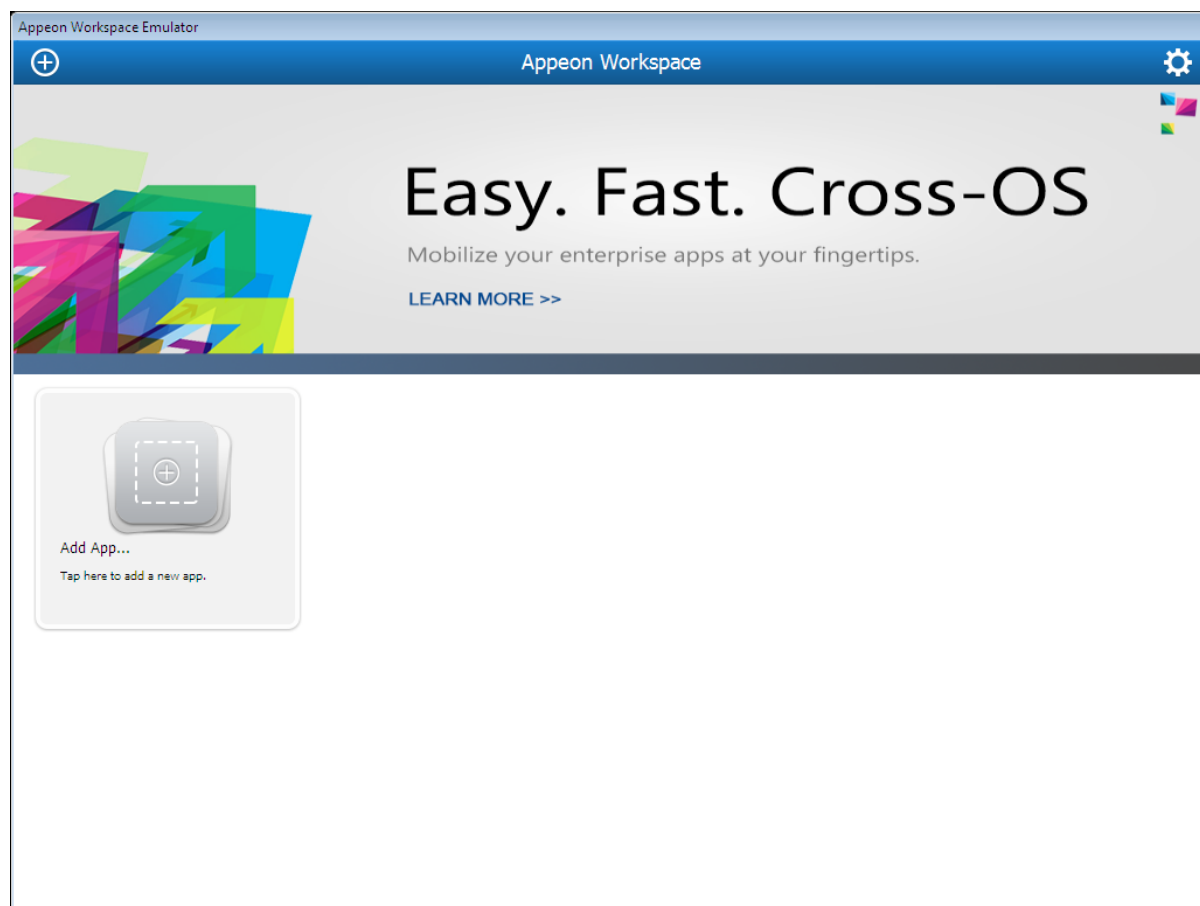 Appeon Workspace Emulator
Appeon Workspace
Easy. Fast. Cross-OS
Mobilize your enterprise apps at your fingertips.
LEARN MORE >>
Add App...
Tap here to add a new app.